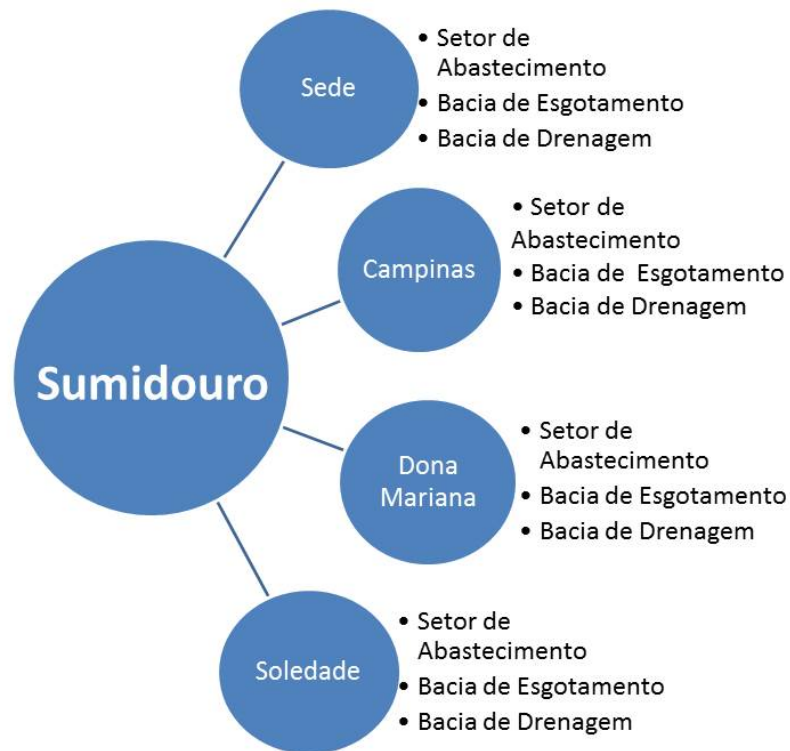 Sumidouro
Sede
• Setor de
Abastecimento
• Bacia de Esgotamento
• Bacia de Drenagem
Campinas
• Setor de
Abastecimento
• Bacia de Esgotamento
• Bacia de Drenagem
Dona
Mariana
• Setor de
Abastecimento
• Bacia de Esgotamento
• Bacia de Drenagem
Soledade
• Setor de
Abastecimento
• Bacia de Esgotamento
• Bacia de Drenagem